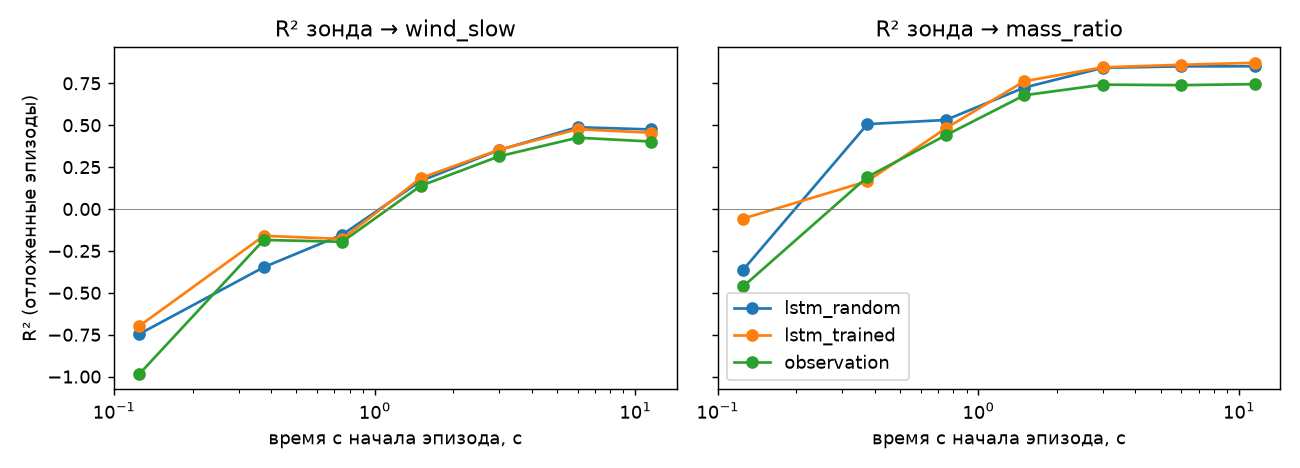 R² зонда → wind_slow
R² зонда → mass_ratio
R² (отложенные эпизоды)
0.75
0.50
0.25
0.00
−0.25
−0.50
−0.75
−1.00
10⁻¹
10⁰
10¹
время с начала эпизода, с
lstm_random
lstm_trained
observation
10⁻¹
10⁰
10¹
время с начала эпизода, с